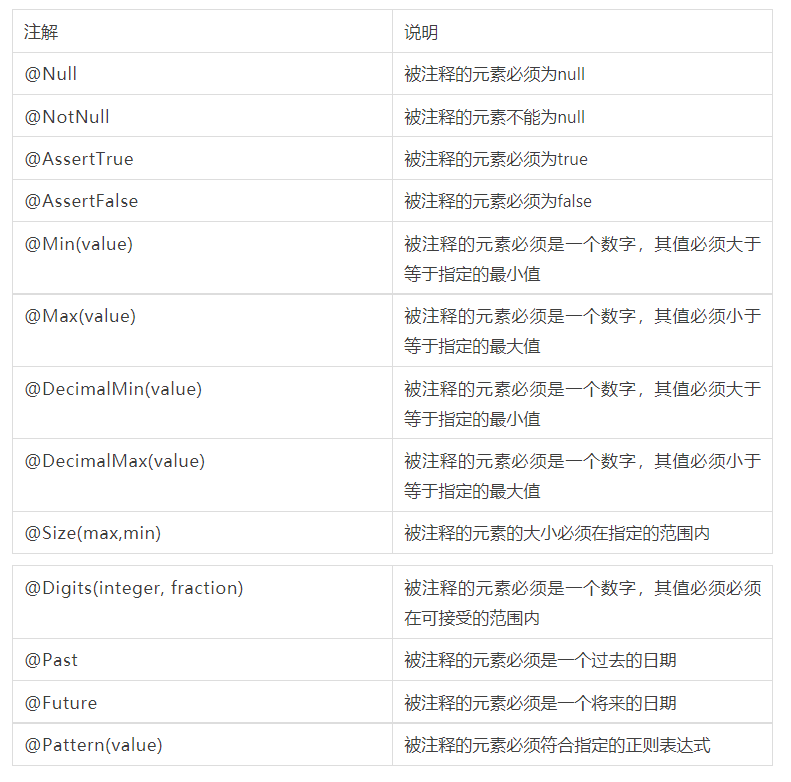 注解
说明
@Null
被注释的元素必须为null
@NotNull
被注释的元素不能为null
@AssertTrue
被注释的元素必须为true
@AssertFalse
被注释的元素必须为false
@Min(value)
被注释的元素必须是一个数字，其值必须大于
等于指定的最小值
@Max(value)
被注释的元素必须是一个数字，其值必须小于
等于指定的最大值
@DecimalMin(value)
被注释的元素必须是一个数字，其值必须大于
等于指定的最小值
@DecimalMax(value)
被注释的元素必须是一个数字，其值必须小于
等于指定的最大值
@Size(max,min)
被注释的元素的大小必须在指定的范围内
@Digits(integer, fraction)
被注释的元素必须是一个数字，其值必须必须
在可接受的范围内
@Past
被注释的元素必须是一个过去的日期
@Future
被注释的元素必须是一个将来的日期
@Pattern(value)
被注释的元素必须符合指定的正则表达式